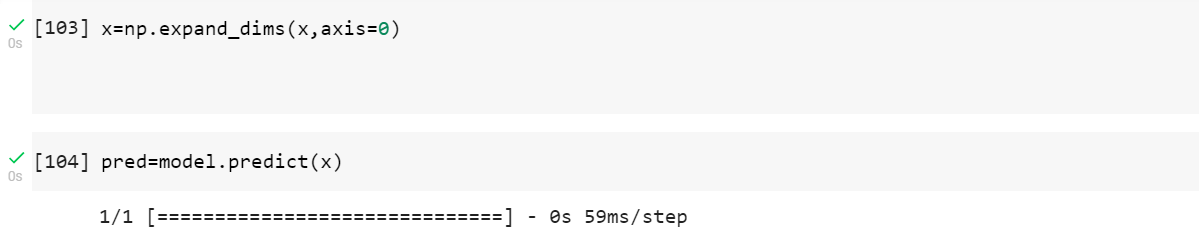 [103] x=np.expand_dims(x,axis=0)
0s
[104] pred=model.predict(x)
0s
1/1 [==============================] - 0s 59ms/step